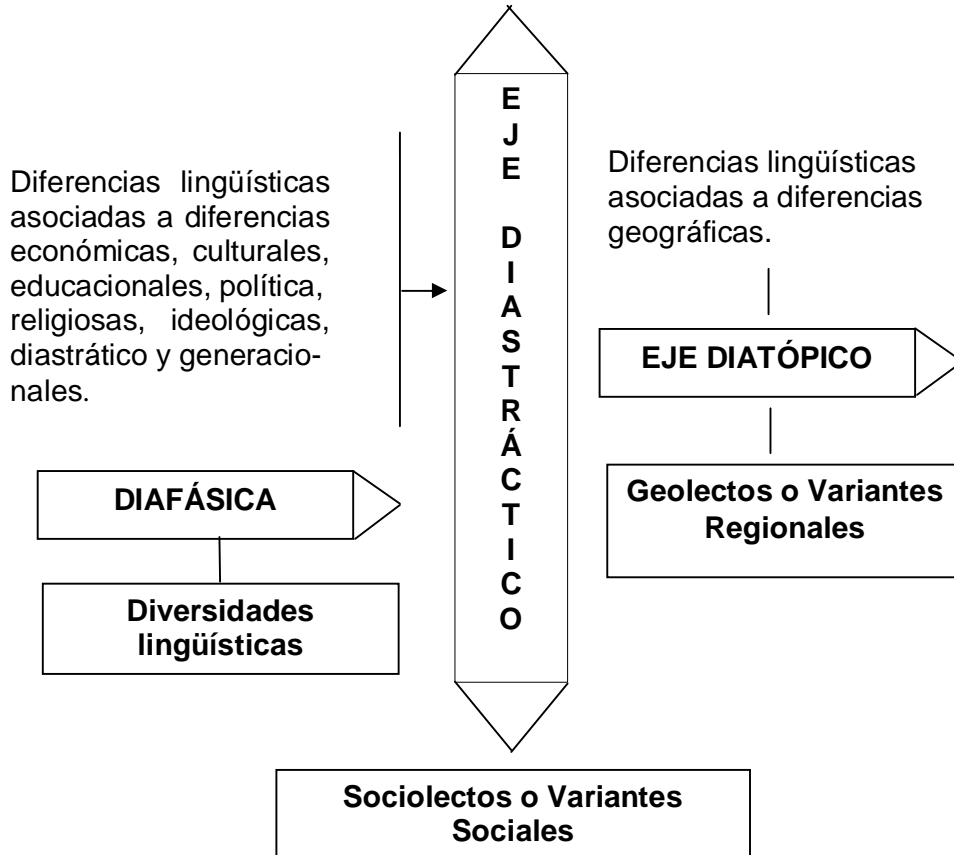 Diferencias lingüísticas
asociadas a diferencias
económicas, culturales,
educacionales, política,
religiosas, ideológicas,
diastrático y generacio-
nales.
DIAFÁSICA
Diversidades
lingüísticas
E
J
E
D
I
A
S
T
R
Á
C
T
I
C
O
Diferencias lingüísticas
asociadas a diferencias
geográficas.
EJE DIATÓPICO
Geolectos o Variantes
Regionales
Sociolectos o Variantes
Sociales